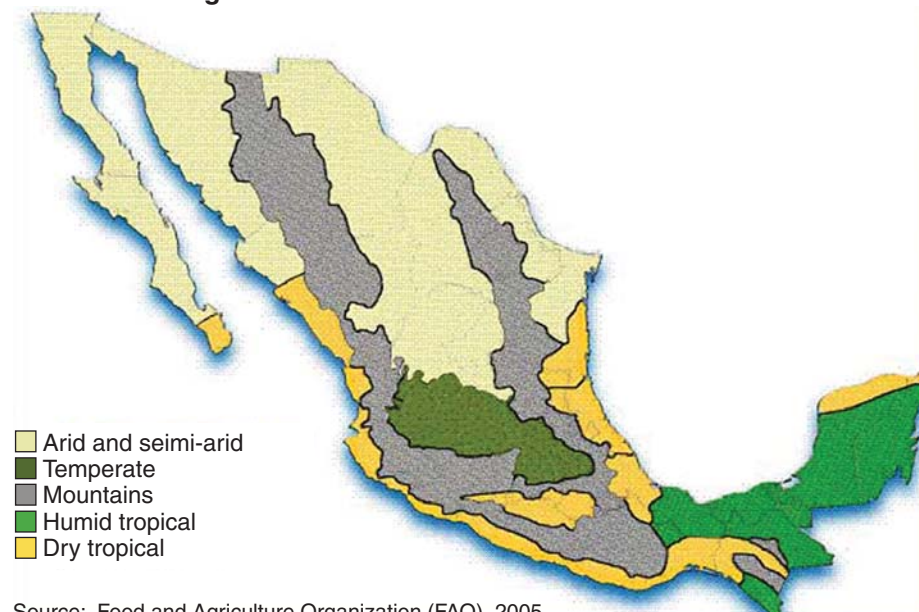 Arid and seimi-arid
Temperate
Mountains
Humid tropical
Dry tropical
Source: Food and Agriculture Organization (FAO), 2005